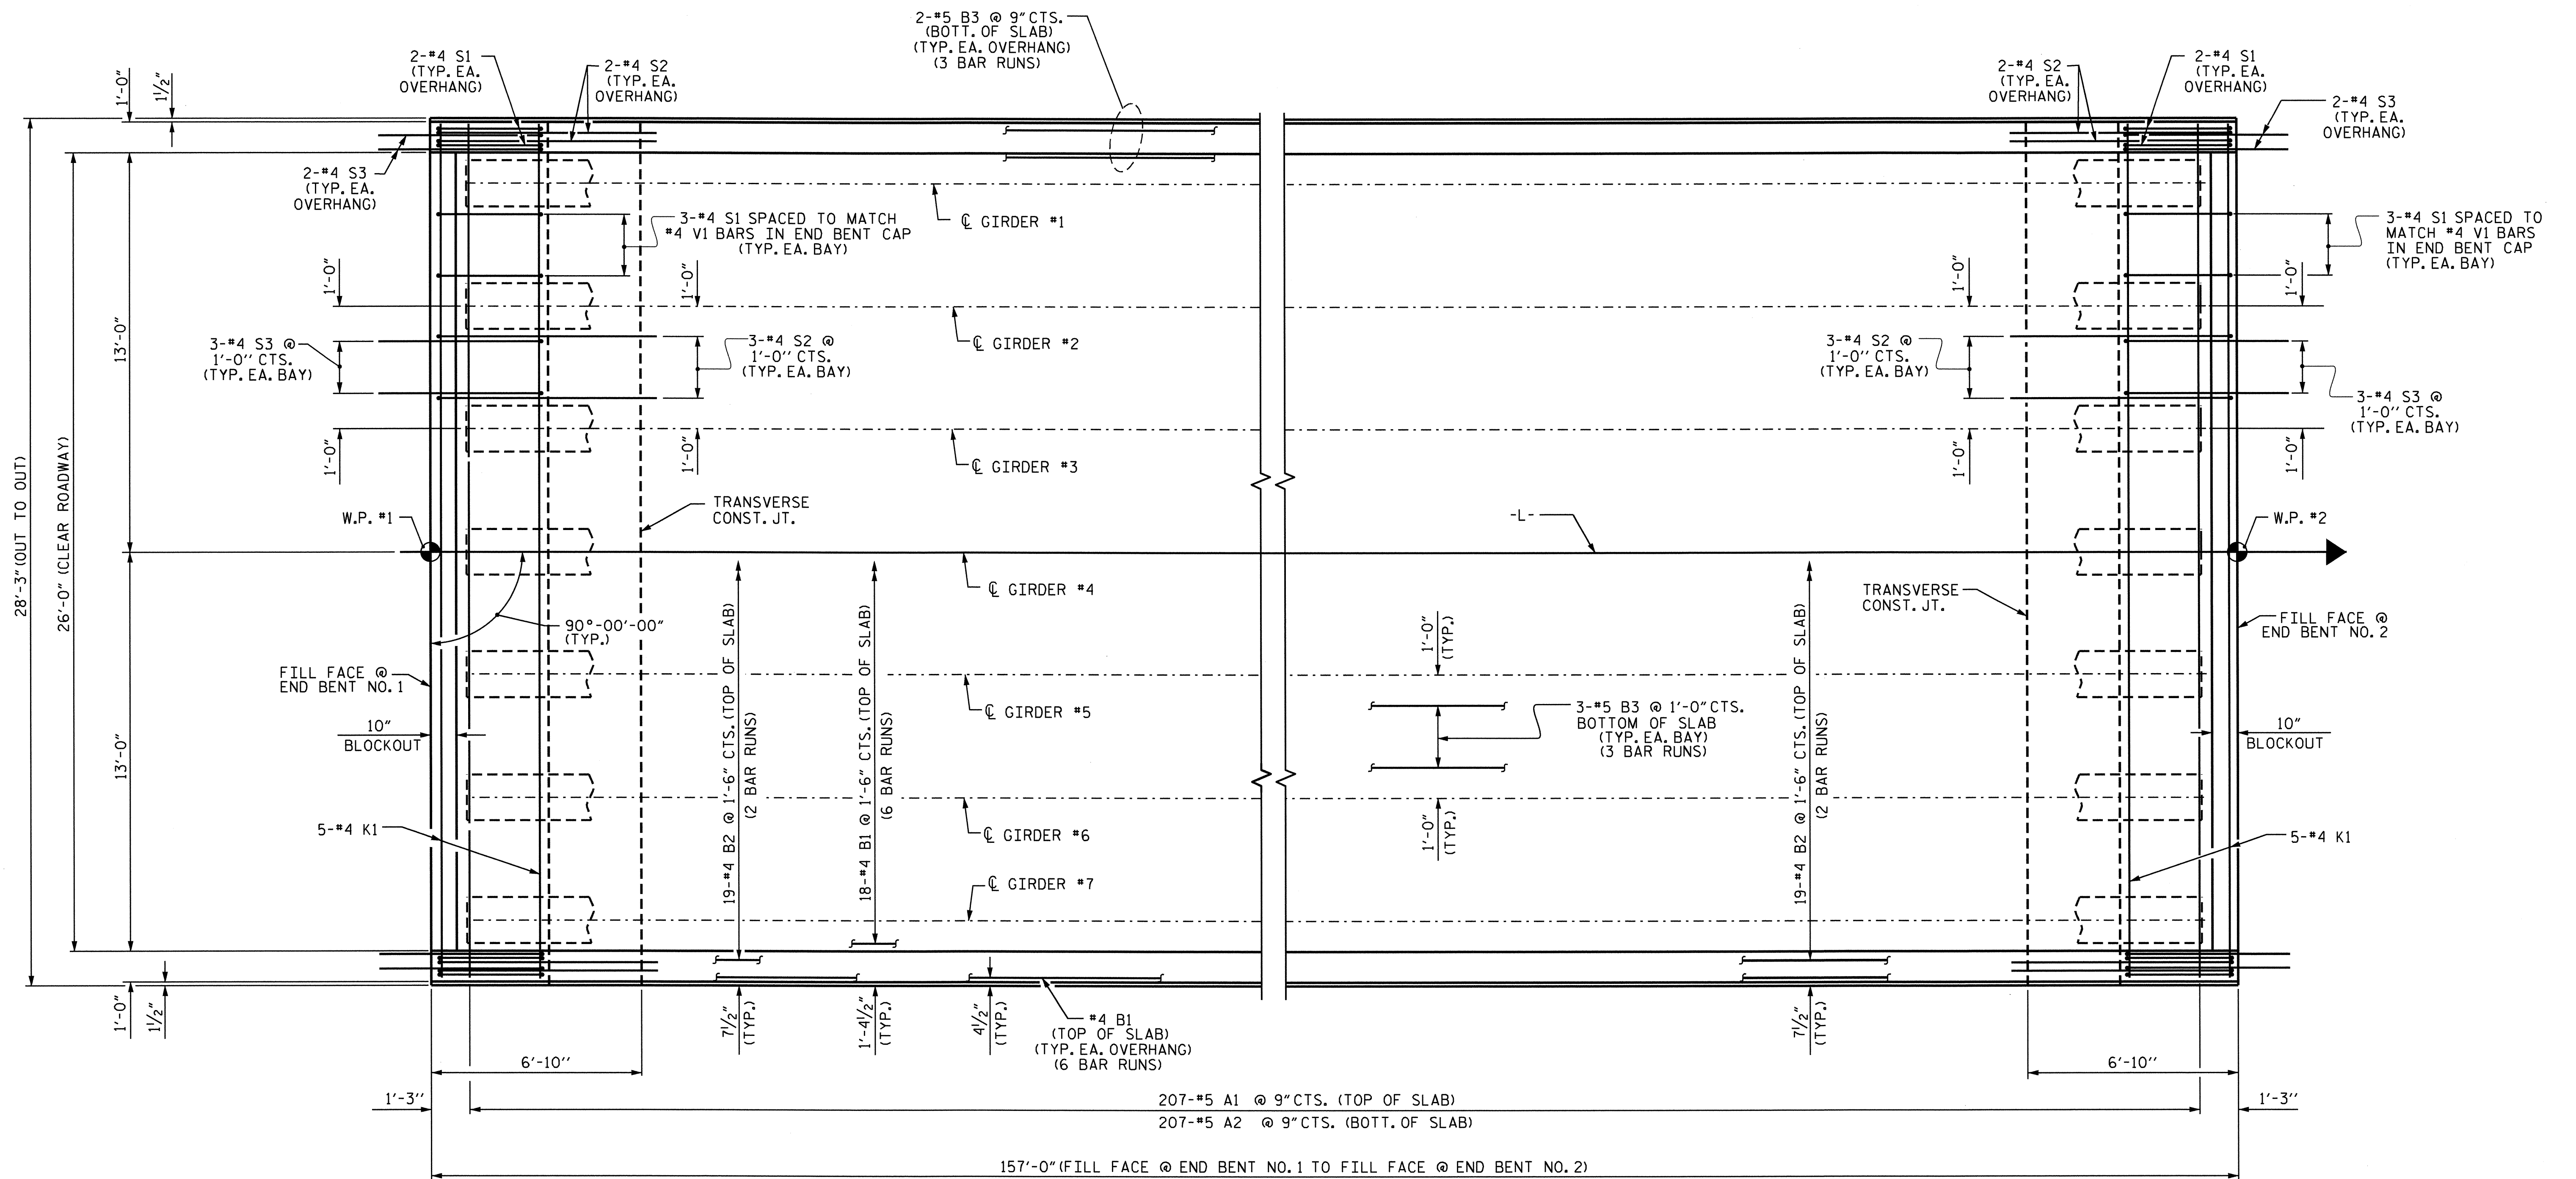 2-#5 B3 @ 9" CTS.
(BOTT. OF SLAB)
(TYP. EA. OVERHANG)
(3 BAR RUNS)
2-#4 S1
(TYP. EA.
OVERHANG)
2-#4 S2
(TYP. EA.
OVERHANG)
2-#4 S2
(TYP. EA.
OVERHANG)
2-#4 S1
(TYP. EA.
OVERHANG)
2-#4 S3
(TYP. EA.
OVERHANG)
1'-0"
1½"
2-#4 S3
(TYP. EA.
OVERHANG)
3-#4 S1 SPACED TO MATCH
#4 V1 BARS IN END BENT CAP
(TYP. EA. BAY)
℄ GIRDER #1
3-#4 S1 SPACED TO
MATCH #4 V1 BARS
IN END BENT CAP
(TYP. EA. BAY)
1'-0"
1'-0"
1'-0"
1'-0"
13'-0"
3-#4 S3 @
1'-0" CTS.
(TYP. EA. BAY)
3-#4 S2 @
1'-0" CTS.
(TYP. EA. BAY)
℄ GIRDER #2
3-#4 S2 @
1'-0" CTS.
(TYP. EA. BAY)
3-#4 S3 @
1'-0" CTS.
(TYP. EA. BAY)
1'-0"
1'-0"
1'-0"
1'-0"
℄ GIRDER #3
28'-3" (OUT TO OUT)
26'-0" (CLEAR ROADWAY)
TRANSVERSE
CONST. JT.
W.P. #1
-L-
W.P. #2
℄ GIRDER #4
TRANSVERSE
CONST. JT.
90°-00'-00"
(TYP.)
FILL FACE @
END BENT NO. 2
1'-0"
(TYP.)
FILL FACE @
END BENT NO. 1
19-#4 B2 @ 1'-6" CTS. (TOP OF SLAB)
(2 BAR RUNS)
18-#4 B1 @ 1'-6" CTS. (TOP OF SLAB)
(6 BAR RUNS)
19-#4 B2 @ 1'-6" CTS. (TOP OF SLAB)
(2 BAR RUNS)
℄ GIRDER #5
3-#5 B3 @ 1'-0" CTS.
BOTTOM OF SLAB
(TYP. EA. BAY)
(3 BAR RUNS)
10"
BLOCKOUT
10"
BLOCKOUT
13'-0"
1'-0"
(TYP.)
5-#4 K1
℄ GIRDER #6
5-#4 K1
℄ GIRDER #7
1'-0"
1½"
7½"
(TYP.)
1'-4½"
(TYP.)
4½"
(TYP.)
#4 B1
(TOP OF SLAB)
(TYP. EA. OVERHANG)
(6 BAR RUNS)
7½"
(TYP.)
6'-10"
6'-10"
1'-3"
207-#5 A1 @ 9" CTS. (TOP OF SLAB)
1'-3"
207-#5 A2 @ 9" CTS. (BOTT. OF SLAB)
157'-0" (FILL FACE @ END BENT NO. 1 TO FILL FACE @ END BENT NO. 2)